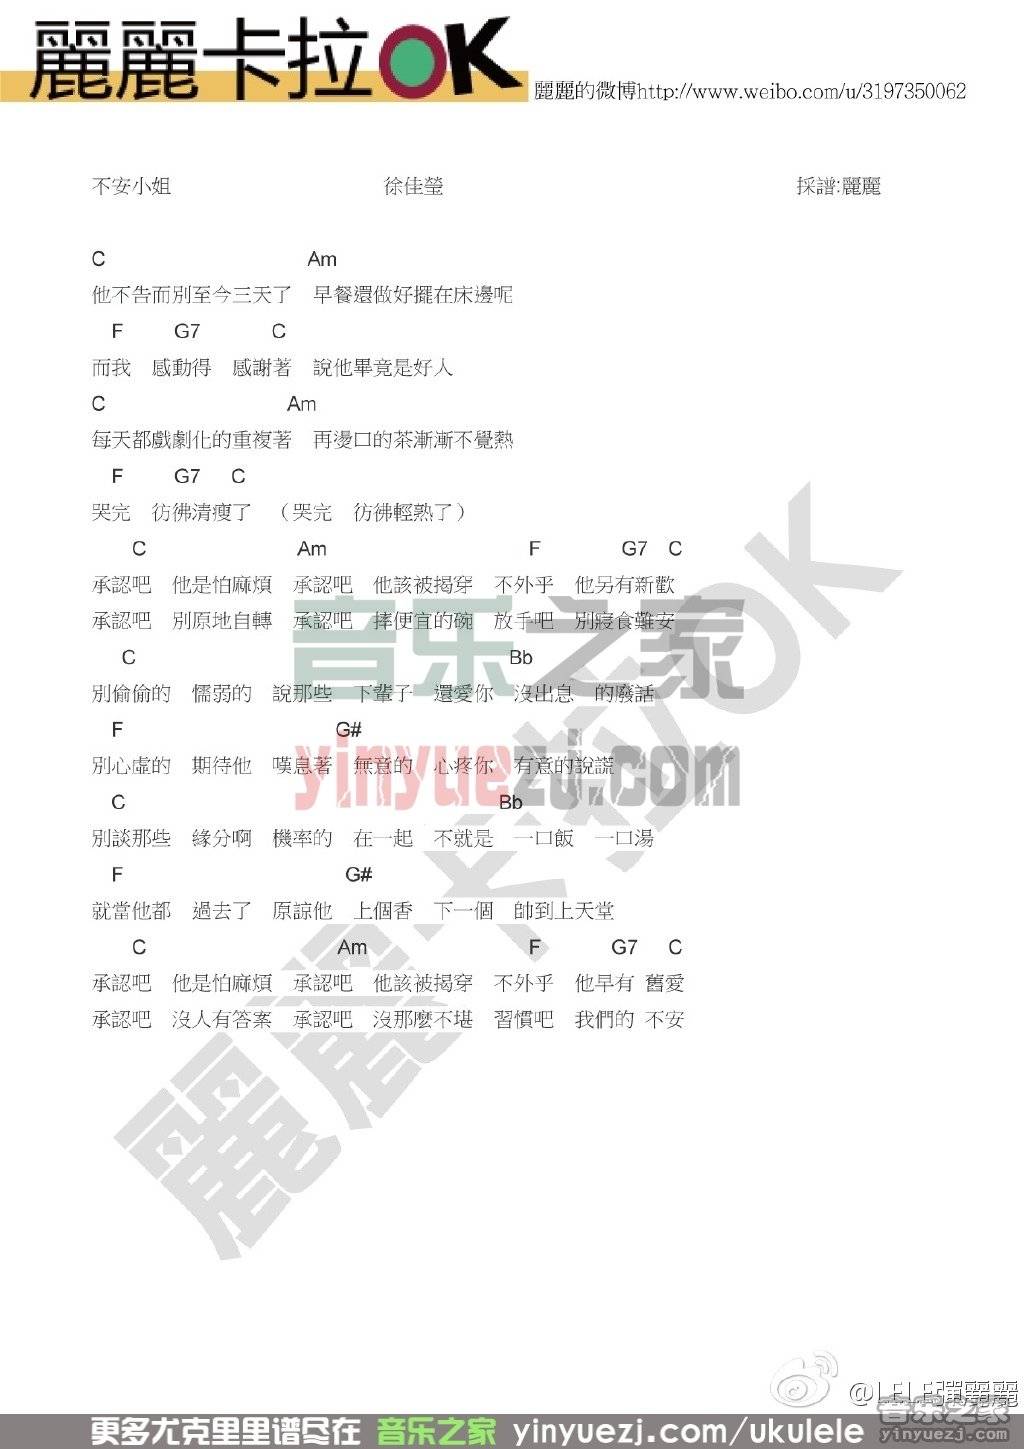 麗麗卡拉OK
麗麗的微博http://www.weibo.com/u/3197350062
不安小姐 徐佳瑩 採譜:麗麗
C Am
他不告而別至今三天了 早餐還做好擺在床邊呢
F G7 C
而我 感動得 感謝著 說他畢竟是好人
C Am
每天都戲劇化的重複著 再燙口的茶漸漸不覺熱
F G7 C
哭完 彷彿清瘦了 （哭完 彷彿輕熟了）
C Am F G7 C
承認吧 他是怕麻煩 承認吧 他該被揭穿 不外乎 他另有新歡
承認吧 別原地自轉 承認吧 摔便宜的碗 放手吧 別寢食難安
C Bb
別偷偷的 懦弱的 說那些 下輩子 還愛你 沒出息 的廢話
F G#
別心虛的 期待他 嘆息著 無意的 心疼你 有意的說謊
C Bb
別談那些 緣分啊 機率的 在一起 不就是 一口飯 一口湯
F G#
就當他都 過去了 原諒他 上個香 下一個 帥到上天堂
C Am F G7 C
承認吧 他是怕麻煩 承認吧 他該被揭穿 不外乎 他早有 舊愛
承認吧 沒人有答案 承認吧 沒那麼不堪 習慣吧 我們的 不安
音乐之家
yinyuezj.com
麗麗卡拉OK
@LELE彈麗麗
音乐之家
yinyuezj.com
更多尤克里里谱尽在 音乐之家 yinyuezj.com/ukulele